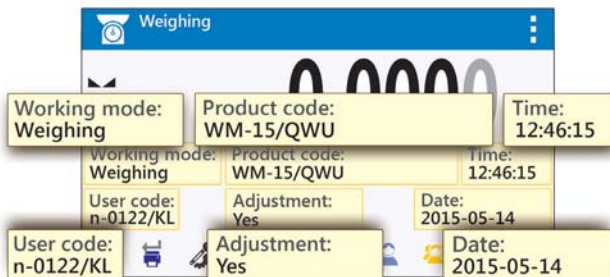 Weighing
0.0000
Working mode: Product code: Time:
Weighing WM-15/QWU 12:46:15
Working mode: Product code: Time:
Weighing WM-15/QWU 12:46:15
User code: Adjustment: Date:
n-0122/KL Yes 2015-05-14
User code: Adjustment: Date:
n-0122/KL Yes 2015-05-14